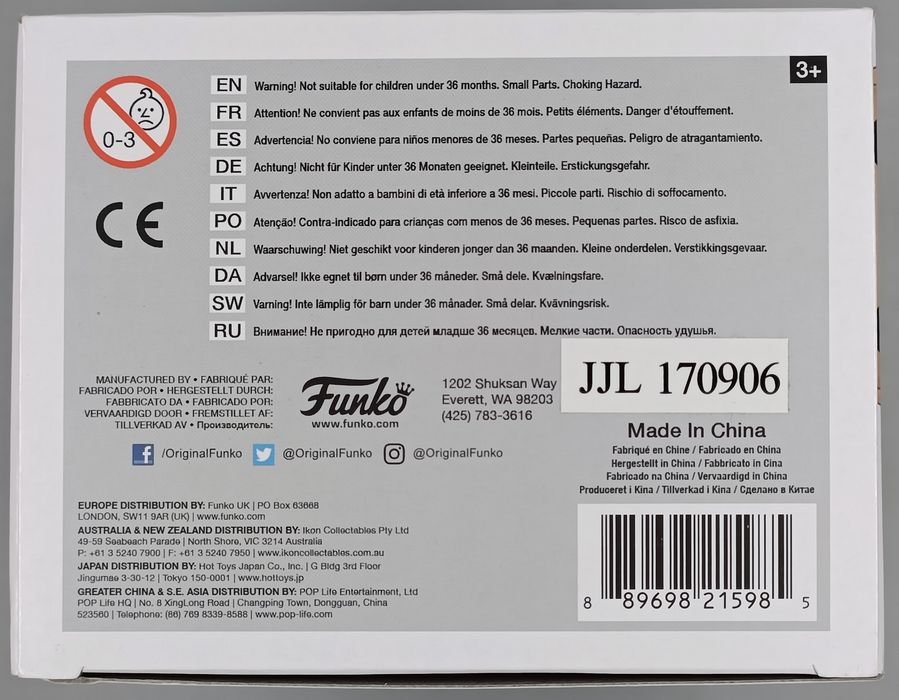 3+
0-3
EN Warning! Not suitable for children under 36 months. Small Parts. Choking Hazard.
FR Attention! Ne convient pas aux enfants de moins de 36 mois. Petits éléments. Danger d'étouffement.
ES Advertencia! No conviene para niños menores de 36 meses. Partes pequeñas. Peligro de atragantamiento.
DE Achtung! Nicht für Kinder unter 36 Monaten geeignet. Kleinteile. Erstickungsgefahr.
IT Avvertenza! Non adatto a bambini di età inferiore a 36 mesi. Piccole parti. Rischio di soffocamento.
PO Atenção! Contra-indicado para crianças com menos de 36 meses. Pequenas partes. Risco de asfixia.
NL Waarschuwing! Niet geschikt voor kinderen jonger dan 36 maanden. Kleine onderdelen. Verstikkingsgevaar.
DA Advarsel! Ikke egnet til børn under 36 måneder. Små dele. Kvælningsfare.
SW Varning! Inte lämplig för barn under 36 månader. Små delar. Kvävningsrisk.
RU Внимание! Не пригодно для детей младше 36 месяцев. Мелкие части. Опасность удушья.
CE
MANUFACTURED BY • FABRIQUÉ PAR:
FABRICADO POR • HERGESTELLT DURCH:
FABBRICATO DA • FABRICADO POR:
VERVAARDIGD DOOR • FREMSTILLET AF:
TILLVERKAD AV • Производитель:
Funko
www.funko.com
1202 Shuksan Way
Everett, WA 98203
(425) 783-3616
JJL 170906
/OriginalFunko @OriginalFunko @OriginalFunko
Made In China
Fabriqué en Chine / Fabricado en China
Hergestellt in China / Fabbricato in Cina
Fabricado na China / Vervaardigd in China
Produceret i Kina / Tillverkad i Kina / Сделано в Китае
EUROPE DISTRIBUTION BY: Funko UK | PO Box 63668
LONDON, SW11 9AR (UK) | www.funko.com
AUSTRALIA & NEW ZEALAND DISTRIBUTION BY: Ikon Collectables Pty Ltd
49-59 Seabeach Parade | North Shore, VIC 3214 Australia
P: +61 3 5240 7900 | F: +61 3 5240 7950 | www.ikoncollectables.com.au
JAPAN DISTRIBUTION BY: Hot Toys Japan Co., Inc. | G Bldg 3rd Floor
Jingumae 3-30-12 | Tokyo 150-0001 | www.hottoys.jp
GREATER CHINA & S.E. ASIA DISTRIBUTION BY: POP Life Entertainment, Ltd
POP Life HQ | No. 8 XingLong Road | Changping Town, Dongguan, China
523560 | Telephone: (86) 769 8339-8586 | www.pop-life.com
8 89698 21598 5